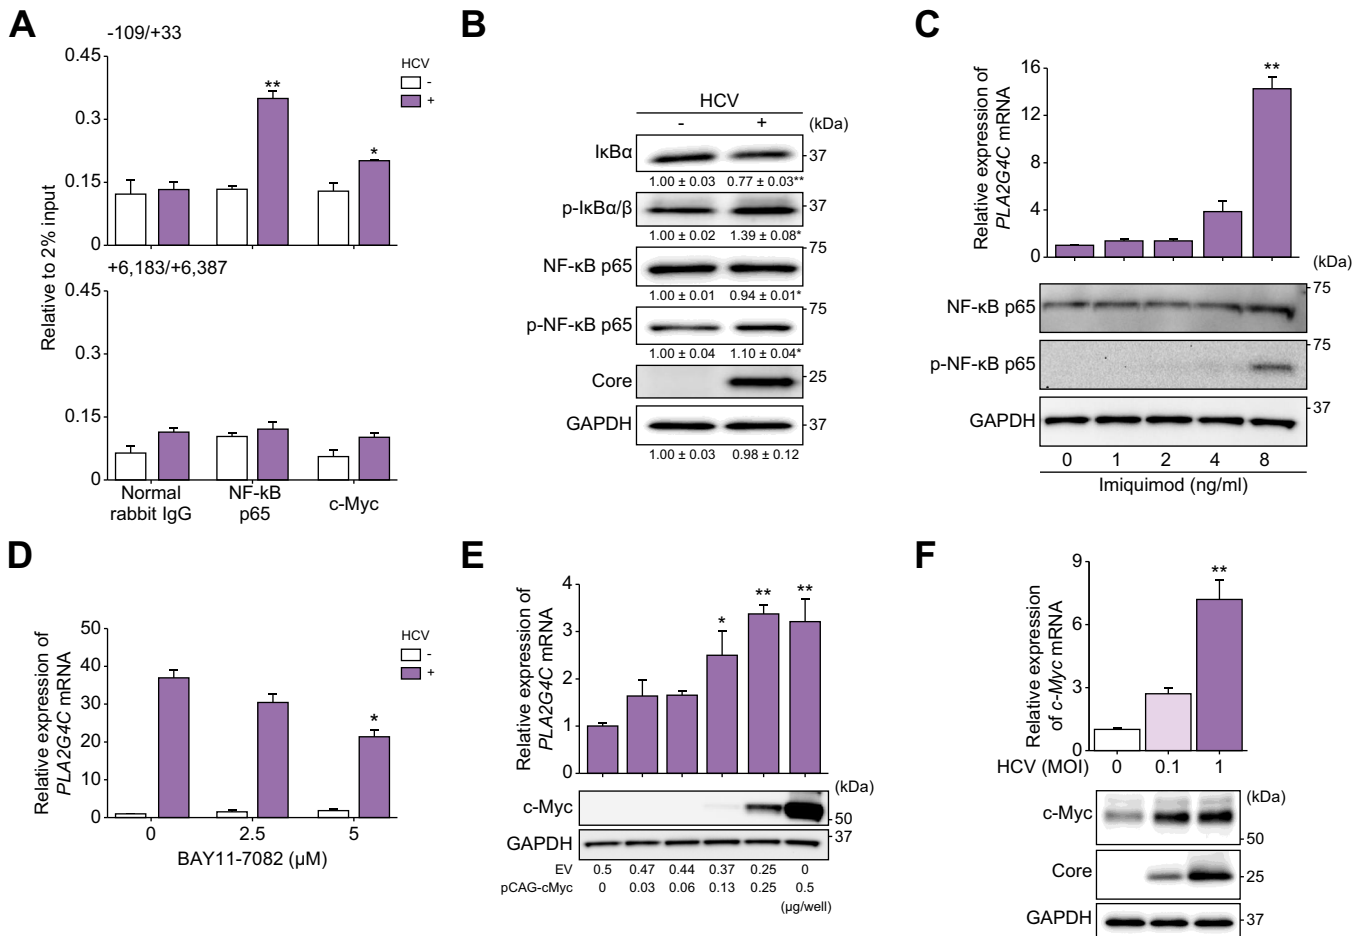 A
-109/+33
0.45
0.3
0.15
0
HCV
-
+
**
*
+6,183/+6,387
0.45
0.3
0.15
0
Relative to 2% input
Normal
rabbit IgG
NF-kB
p65
c-Myc
B
HCV
- + (kDa)
IκBα 37
1.00 ± 0.03 0.77 ± 0.03**
p-IκBα/β 37
1.00 ± 0.02 1.39 ± 0.08*
NF-κB p65 75
1.00 ± 0.01 0.94 ± 0.01*
p-NF-κB p65 75
1.00 ± 0.04 1.10 ± 0.04*
Core 25
GAPDH 37
1.00 ± 0.03 0.98 ± 0.12
C
Relative expression of
PLA2G4C mRNA
16
12
8
4
0
**
(kDa)
NF-κB p65 75
p-NF-κB p65 75
GAPDH 37
0 1 2 4 8
Imiquimod (ng/ml)
D
Relative expression of
PLA2G4C mRNA
50
40
30
20
10
0
HCV
-
+
*
0 2.5 5
BAY11-7082 (μM)
E
Relative expression of
PLA2G4C mRNA
4
3
2
1
0
* ** **
(kDa)
c-Myc 50
GAPDH 37
EV 0.5 0.47 0.44 0.37 0.25 0
pCAG-cMyc 0 0.03 0.06 0.13 0.25 0.5
(μg/well)
F
Relative expression
of c-Myc mRNA
9
6
3
0
**
HCV (MOI) 0 0.1 1
(kDa)
c-Myc 50
Core 25
GAPDH 37